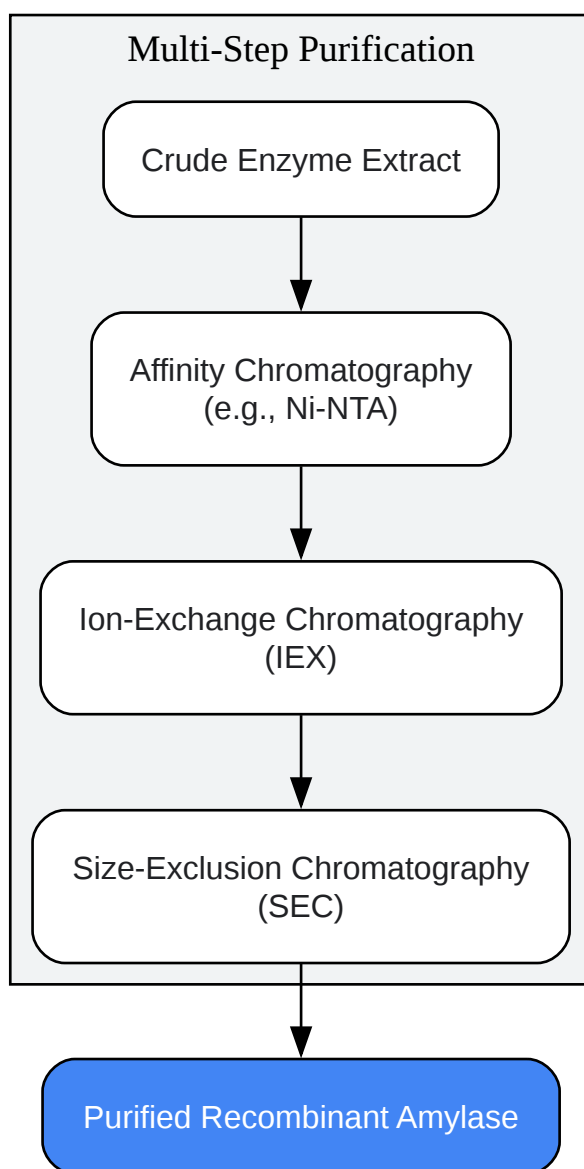 Multi-Step Purification
Crude Enzyme Extract
Affinity Chromatography
(e.g., Ni-NTA)
Ion-Exchange Chromatography
(IEX)
Size-Exclusion Chromatography
(SEC)
Purified Recombinant Amylase